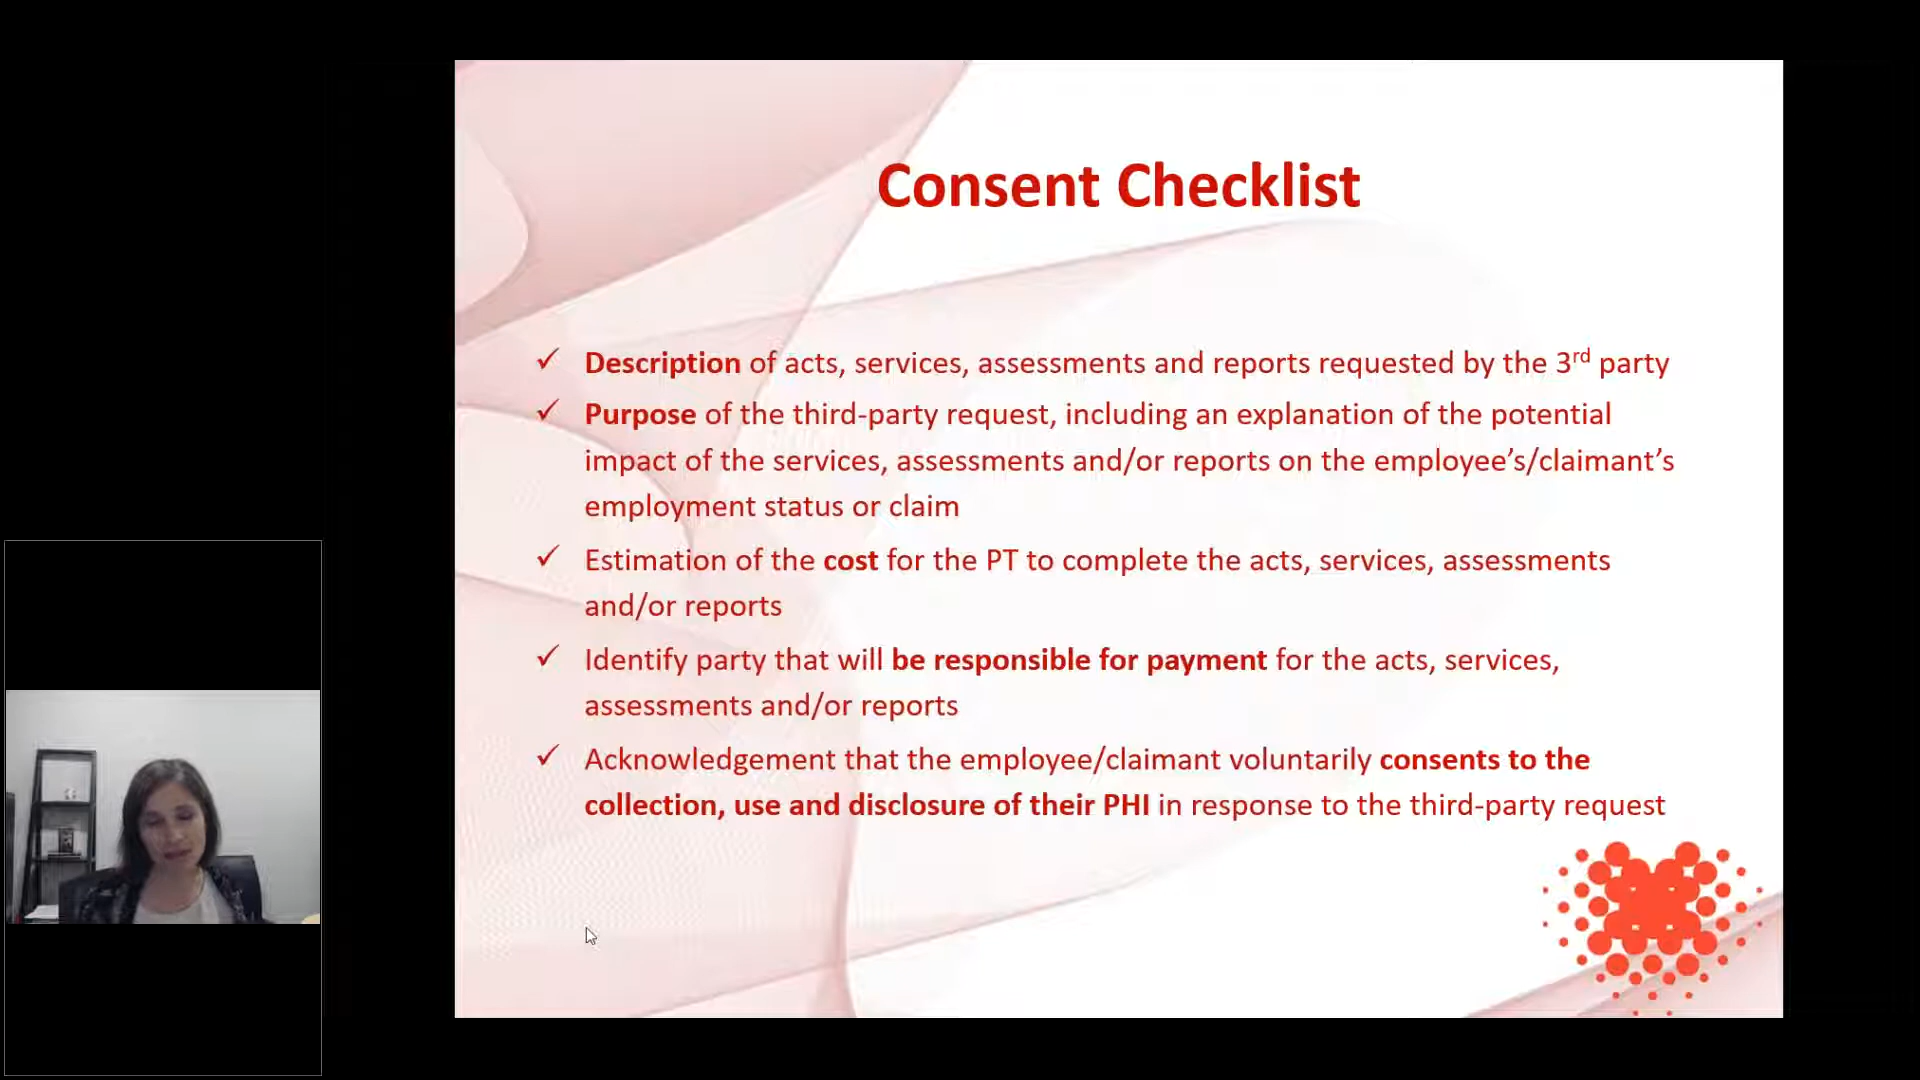 Consent Checklist
✓ Description of acts, services, assessments and reports requested by the 3rd party
✓ Purpose of the third-party request, including an explanation of the potential
impact of the services, assessments and/or reports on the employee’s/claimant’s
employment status or claim
✓ Estimation of the cost for the PT to complete the acts, services, assessments
and/or reports
✓ Identify party that will be responsible for payment for the acts, services,
assessments and/or reports
✓ Acknowledgement that the employee/claimant voluntarily consents to the
collection, use and disclosure of their PHI in response to the third-party request